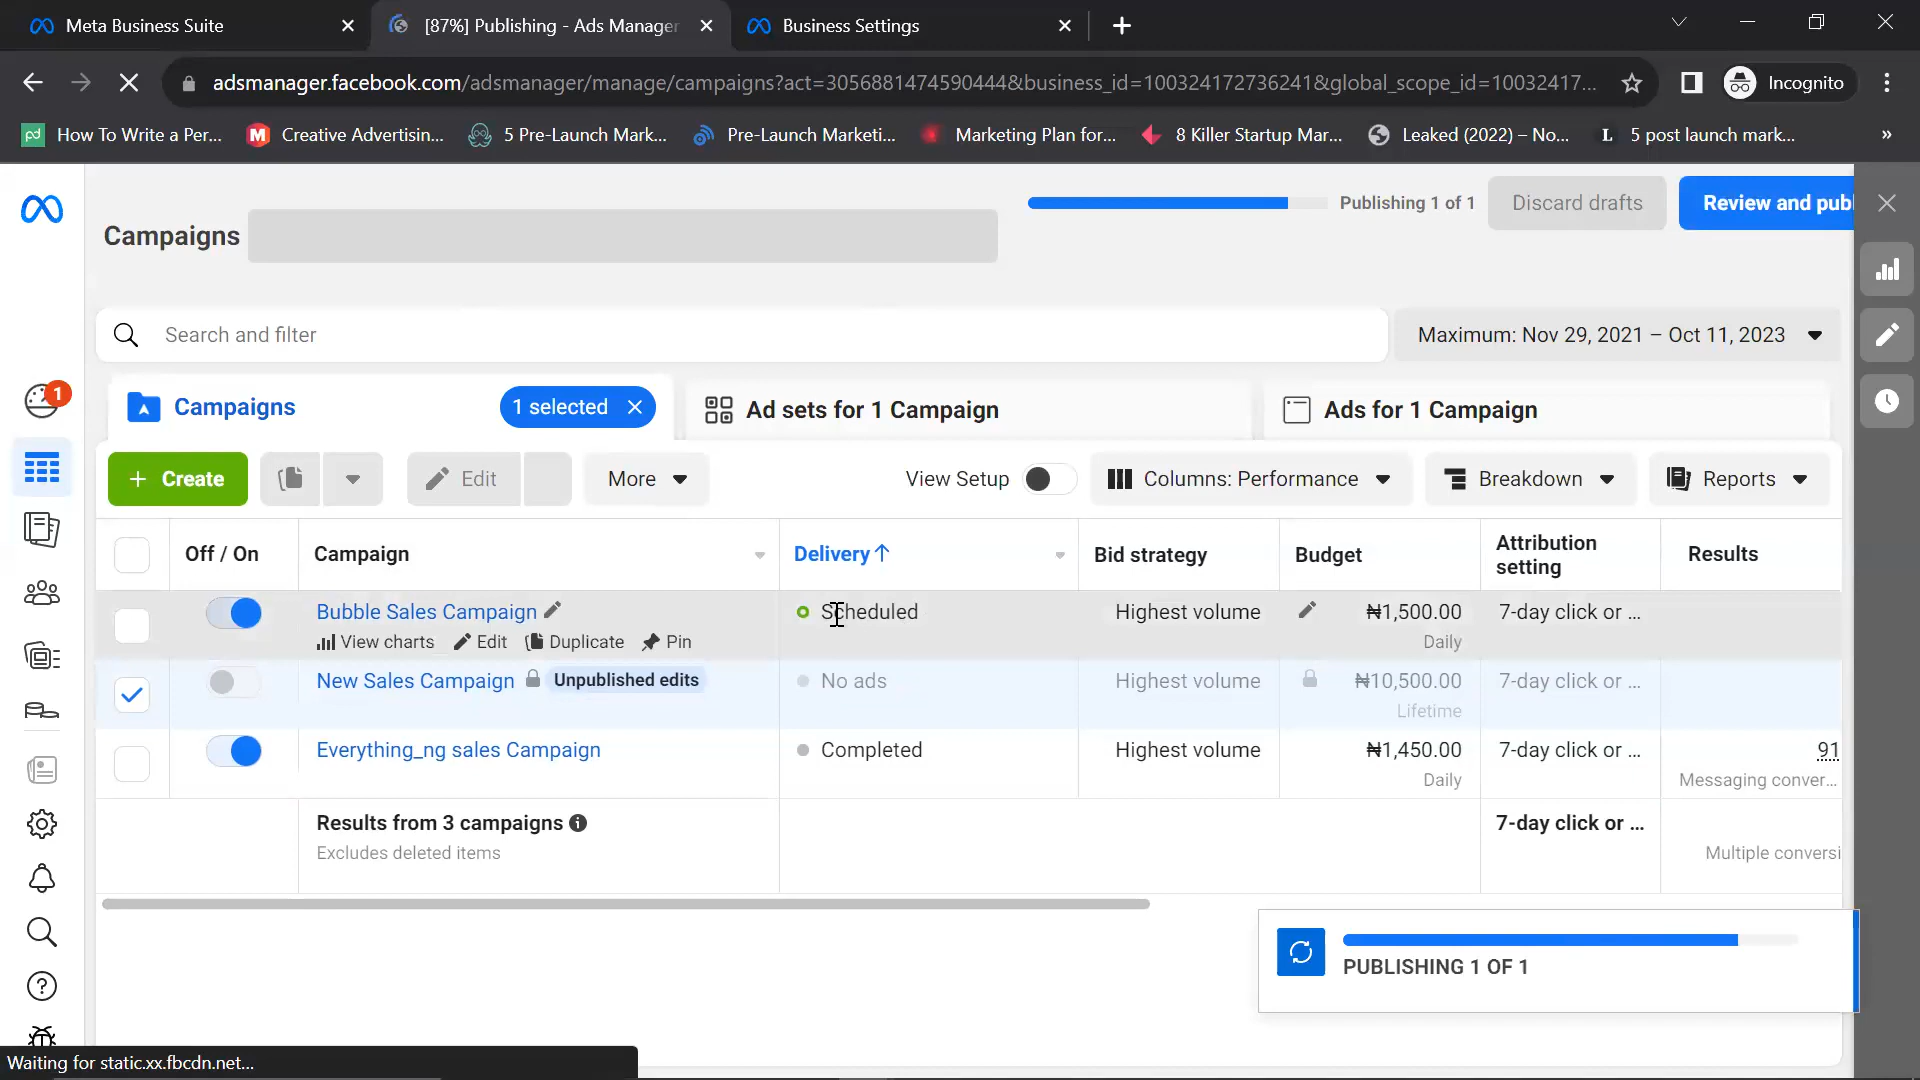 Meta Business Suite
[87%] Publishing - Ads Manager
Business Settings
adsmanager.facebook.com/adsmanager/manage/campaigns?act=3056881474590444&business_id=100324172736241&global_scope_id=10032417...
Incognito
pd How To Write a Per...
M Creative Advertisin...
5 Pre-Launch Mark...
Pre-Launch Marketi...
Marketing Plan for...
8 Killer Startup Mar...
Leaked (2022) – No...
L 5 post launch mark...
»
Campaigns
Publishing 1 of 1
Discard drafts
Review and publ
Search and filter
Maximum: Nov 29, 2021 – Oct 11, 2023
1
Campaigns
1 selected
Ad sets for 1 Campaign
Ads for 1 Campaign
+ Create
Edit
More
View Setup
Columns: Performance
Breakdown
Reports
Off / On
Campaign
Delivery ↑
Bid strategy
Budget
Attribution
setting
Results
Bubble Sales Campaign
Scheduled
Highest volume
₦1,500.00
7-day click or ...
View charts
Edit
Duplicate
Pin
Daily
New Sales Campaign
Unpublished edits
No ads
Highest volume
₦10,500.00
7-day click or ...
Lifetime
Everything_ng sales Campaign
Completed
Highest volume
₦1,450.00
7-day click or ...
91
Daily
Messaging conver...
Results from 3 campaigns
7-day click or ...
Excludes deleted items
Multiple conversi
PUBLISHING 1 OF 1
Waiting for static.xx.fbcdn.net...